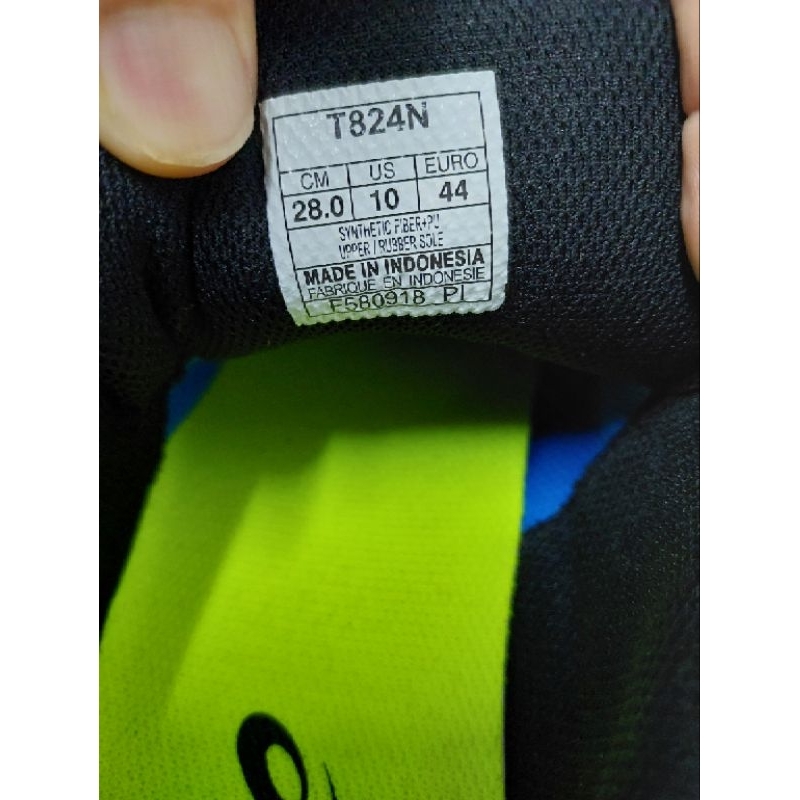 T824N
CM US EURO
28.0 10 44
SYNTHETIC FIBER+PU
UPPER / RUBBER SOLE
MADE IN INDONESIA
FABRIQUE EN INDONESIE
F580918 PI